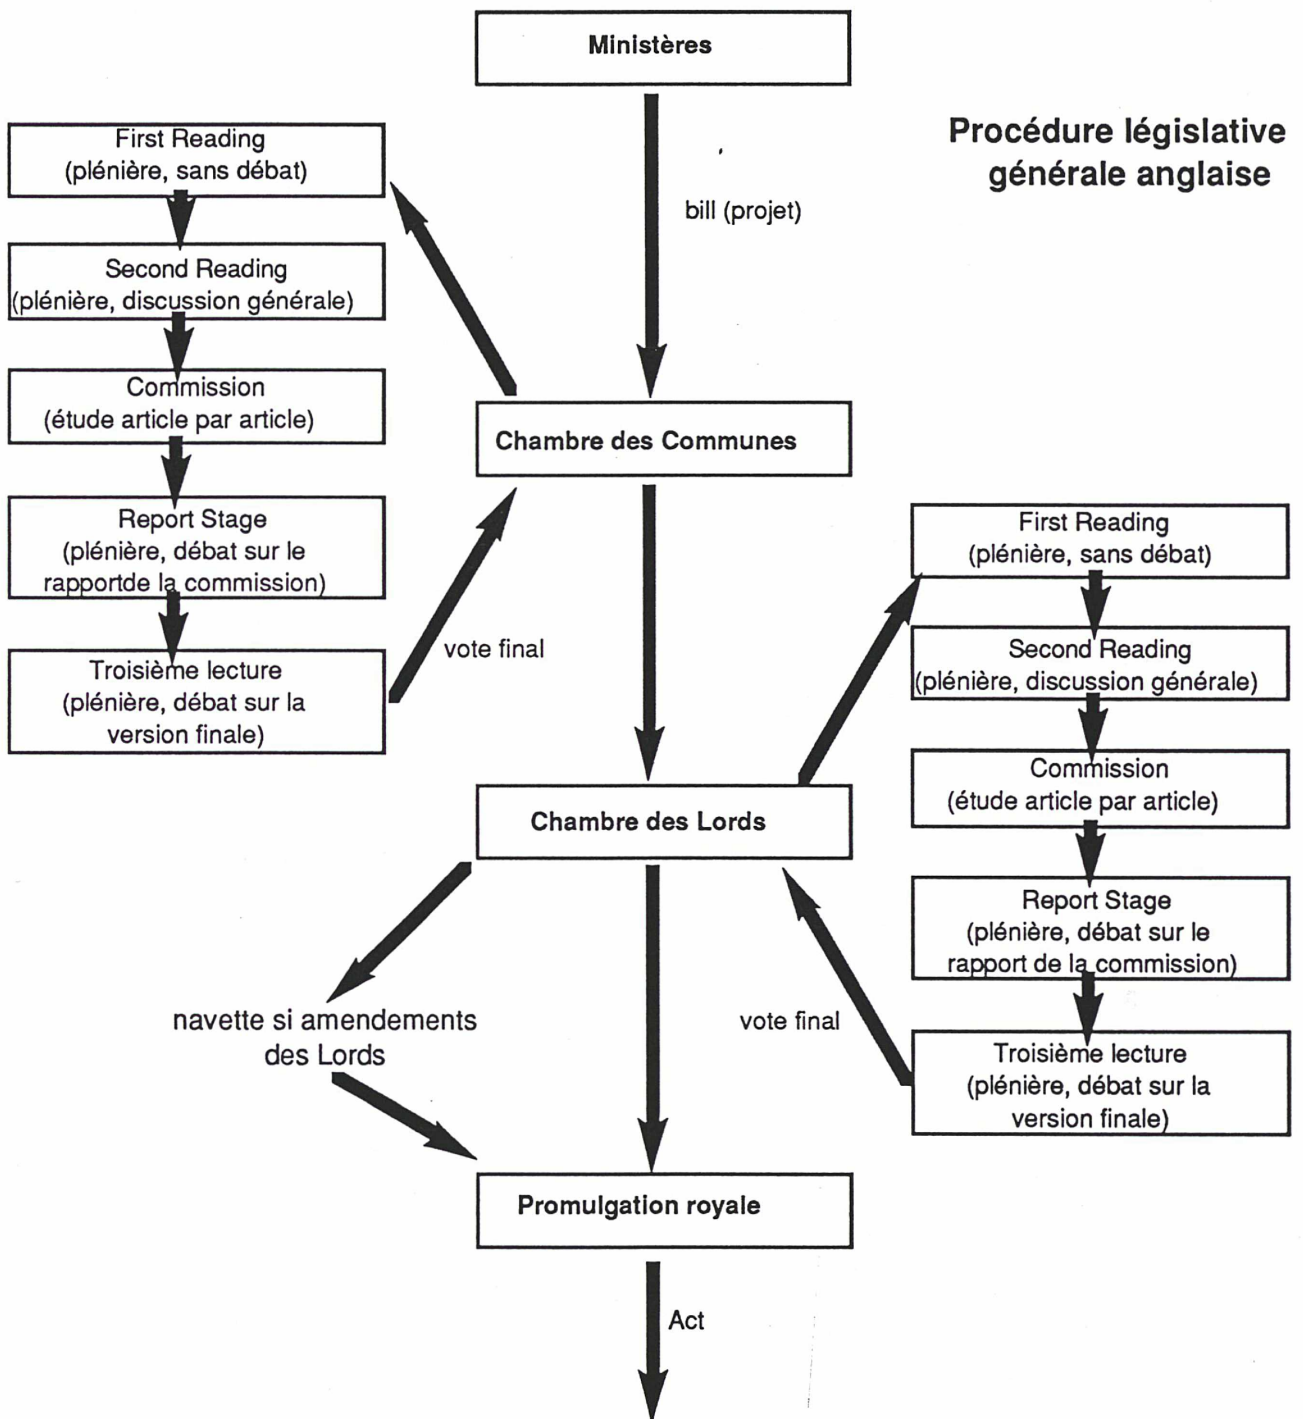 Ministères
Procédure législative
générale anglaise
bill (projet)
First Reading
(plénière, sans débat)
Second Reading
(plénière, discussion générale)
Commission
(étude article par article)
Report Stage
(plénière, débat sur le
rapportde la commission)
Troisième lecture
(plénière, débat sur la
version finale)
vote final
Chambre des Communes
First Reading
(plénière, sans débat)
Second Reading
(plénière, discussion générale)
Commission
(étude article par article)
Report Stage
(plénière, débat sur le
rapport de la commission)
Troisième lecture
(plénière, débat sur la
version finale)
vote final
Chambre des Lords
navette si amendements
des Lords
Promulgation royale
Act